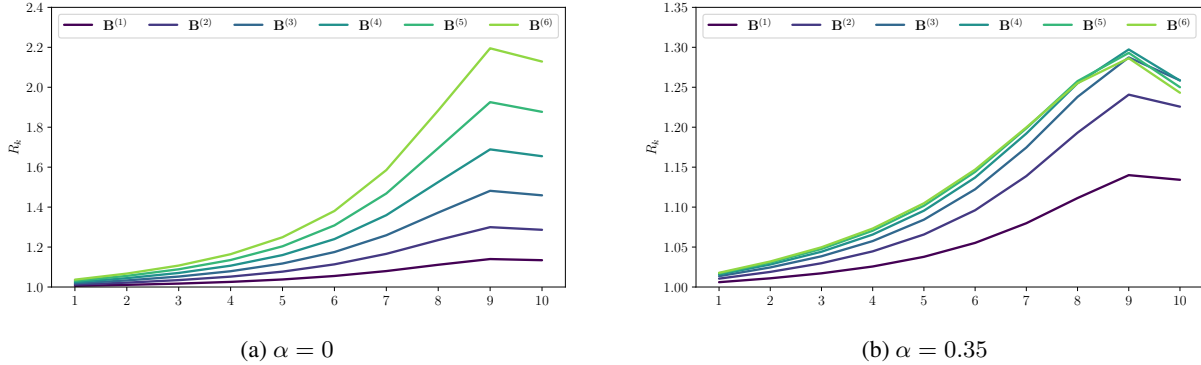 B(1) B(2) B(3) B(4) B(5) B(6)
2.4
2.2
2.0
1.8
1.6
1.4
1.2
1.0
R_k
1 2 3 4 5 6 7 8 9 10
(a) α = 0
B(1) B(2) B(3) B(4) B(5) B(6)
1.35
1.30
1.25
1.20
1.15
1.10
1.05
1.00
R_k
1 2 3 4 5 6 7 8 9 10
(b) α = 0.35